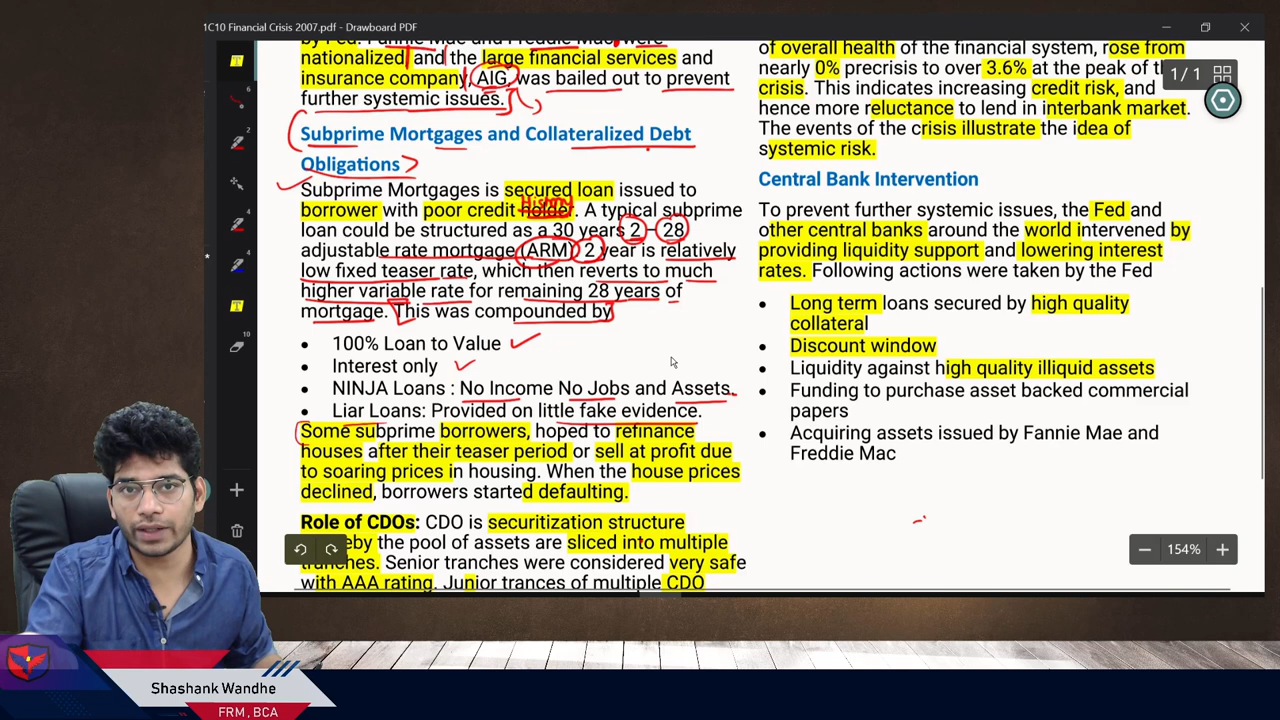 1C10 Financial Crisis 2007.pdf - Drawboard PDF
by Fed. Fannie Mae and Freddie Mac, were
nationalized and the large financial services and
insurance company, AIG, was bailed out to prevent
further systemic issues.
Subprime Mortgages and Collateralized Debt
Obligations
Subprime Mortgages is secured loan issued to
History
borrower with poor credit holder. A typical subprime
loan could be structured as a 30 years 2 - 28
adjustable rate mortgage (ARM) 2 year is relatively
low fixed teaser rate, which then reverts to much
higher variable rate for remaining 28 years of
mortgage. This was compounded by
• 100% Loan to Value
• Interest only
• NINJA Loans : No Income No Jobs and Assets.
• Liar Loans: Provided on little fake evidence.
Some subprime borrowers, hoped to refinance
houses after their teaser period or sell at profit due
to soaring prices in housing. When the house prices
declined, borrowers started defaulting.
Role of CDOs: CDO is securitization structure
the pool of assets are sliced into multiple
tranches. Senior tranches were considered very safe
with AAA rating. Junior trances of multiple CDO
of overall health of the financial system, rose from
nearly 0% precrisis to over 3.6% at the peak of
crisis. This indicates increasing credit risk, and
hence more reluctance to lend in interbank market.
The events of the crisis illustrate the idea of
systemic risk.
Central Bank Intervention
To prevent further systemic issues, the Fed and
other central banks around the world intervened by
providing liquidity support and lowering interest
rates. Following actions were taken by the Fed
• Long term loans secured by high quality
collateral
• Discount window
• Liquidity against high quality illiquid assets
• Funding to purchase asset backed commercial
papers
• Acquiring assets issued by Fannie Mae and
Freddie Mac
1 / 1
154%
6
2
4
4
10
Shashank Wandhe
FRM, BCA